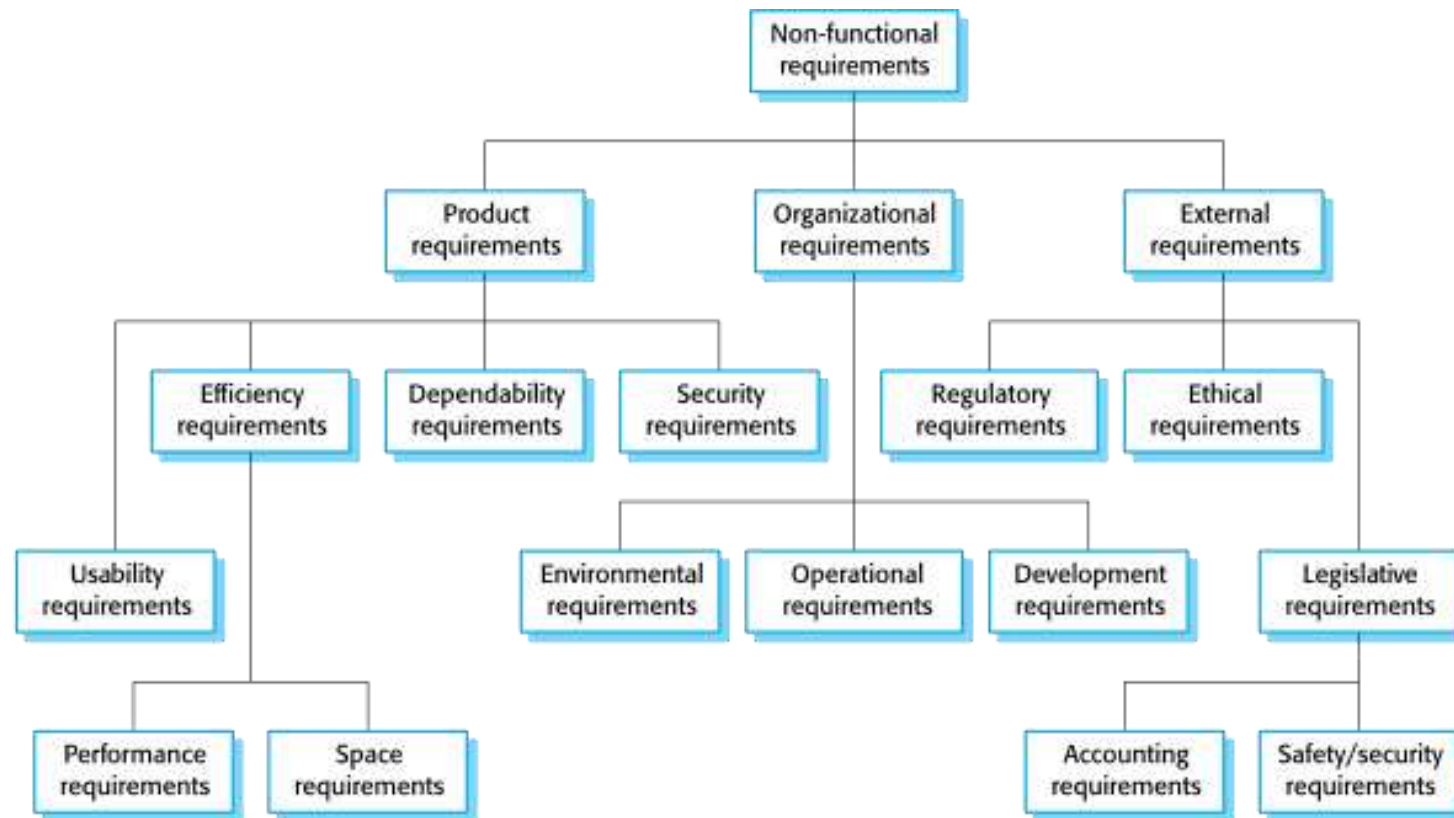 Non-functional
requirements
Product
requirements
Organizational
requirements
External
requirements
Efficiency
requirements
Dependability
requirements
Security
requirements
Regulatory
requirements
Ethical
requirements
Usability
requirements
Environmental
requirements
Operational
requirements
Development
requirements
Legislative
requirements
Performance
requirements
Space
requirements
Accounting
requirements
Safety/security
requirements